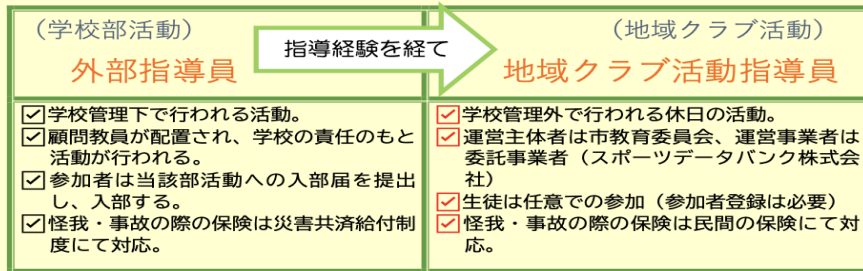 (学校部活動)
外部指導員
指導経験を経て
(地域クラブ活動)
地域クラブ活動指導員
学校管理下で行われる活動。
顧問教員が配置され、学校の責任のもと
活動が行われる。
参加者は当該部活動への入部届を提出
し、入部する。
怪我・事故の際の保険は災害共済給付制
度にて対応。
学校管理外で行われる休日の活動。
運営主体者は市教育委員会、運営事業者は
委託事業者(スポーツデータバンク株式会
社)
生徒は任意での参加(参加者登録は必要)
怪我・事故の際の保険は民間の保険にて対
応。